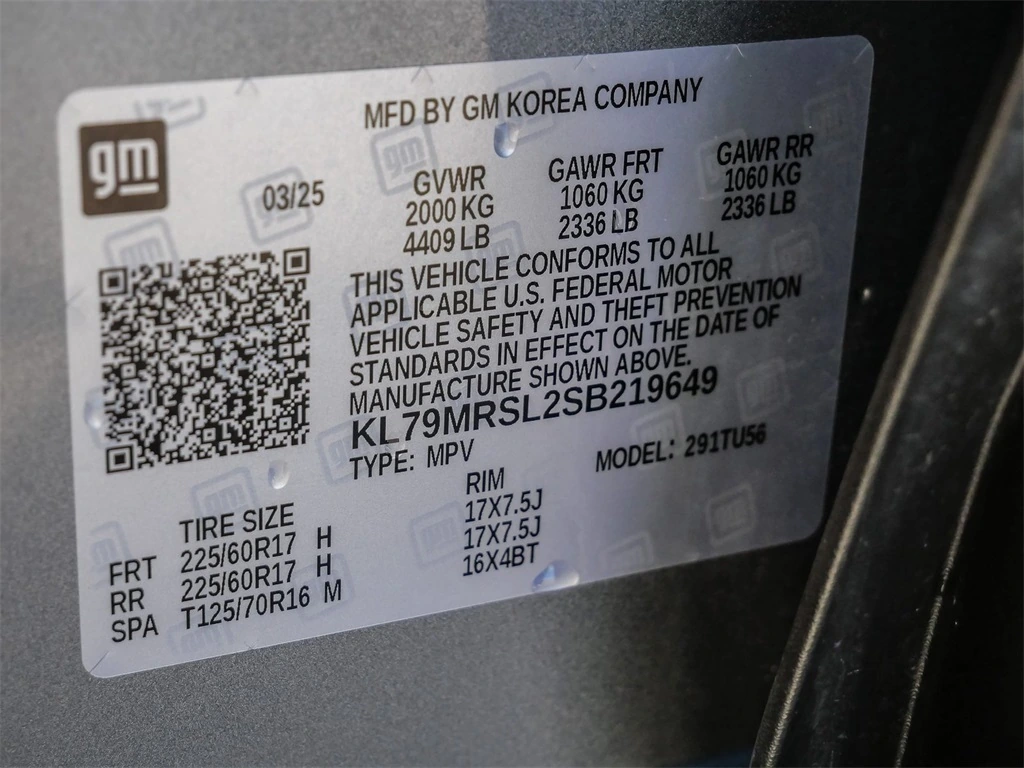 gm
MFD BY GM KOREA COMPANY
03/25
GVWR
2000 KG
4409 LB
GAWR FRT
1060 KG
2336 LB
GAWR RR
1060 KG
2336 LB
THIS VEHICLE CONFORMS TO ALL
APPLICABLE U.S. FEDERAL MOTOR
VEHICLE SAFETY AND THEFT PREVENTION
STANDARDS IN EFFECT ON THE DATE OF
MANUFACTURE SHOWN ABOVE.
KL79MRSL2SB219649
TYPE: MPV MODEL: 291TU56
TIRE SIZE RIM
FRT 225/60R17 H 17X7.5J
RR 225/60R17 H 17X7.5J
SPA T125/70R16 M 16X4BT